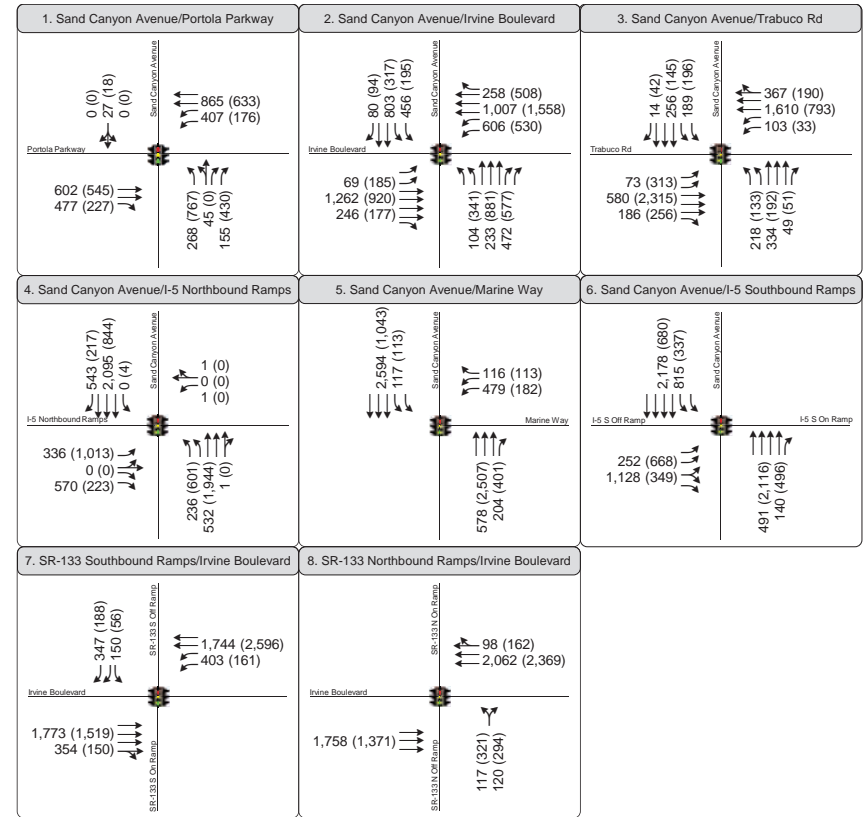 1. Sand Canyon Avenue/Portola Parkway
0 (0)
27 (18)
0 (0)
Sand Canyon Avenue
865 (633)
407 (176)
Portola Parkway
602 (545)
477 (227)
268 (767)
45 (0)
155 (430)
2. Sand Canyon Avenue/Irvine Boulevard
80 (94)
803 (317)
456 (195)
Sand Canyon Avenue
258 (508)
1,007 (1,558)
606 (530)
Irvine Boulevard
69 (185)
1,262 (920)
246 (177)
104 (341)
233 (881)
472 (577)
3. Sand Canyon Avenue/Trabuco Rd
14 (42)
256 (145)
189 (196)
Sand Canyon Avenue
367 (190)
1,610 (793)
103 (33)
Trabuco Rd
73 (313)
580 (2,315)
186 (256)
218 (133)
334 (192)
49 (51)
4. Sand Canyon Avenue/I-5 Northbound Ramps
543 (217)
2,095 (844)
0 (4)
Sand Canyon Avenue
1 (0)
0 (0)
1 (0)
I-5 Northbound Ramps
336 (1,013)
0 (0)
570 (223)
236 (601)
532 (1,944)
1 (0)
5. Sand Canyon Avenue/Marine Way
2,594 (1,043)
117 (113)
Sand Canyon Avenue
116 (113)
479 (182)
Marine Way
578 (2,507)
204 (401)
6. Sand Canyon Avenue/I-5 Southbound Ramps
2,178 (680)
815 (337)
Sand Canyon Avenue
I-5 S Off Ramp
I-5 S On Ramp
252 (668)
1,128 (349)
491 (2,116)
140 (496)
7. SR-133 Southbound Ramps/Irvine Boulevard
347 (188)
150 (56)
SR-133 S Off Ramp
1,744 (2,596)
403 (161)
Irvine Boulevard
1,773 (1,519)
354 (150)
SR-133 S On Ramp
8. SR-133 Northbound Ramps/Irvine Boulevard
SR-133 N On Ramp
98 (162)
2,062 (2,369)
Irvine Boulevard
1,758 (1,371)
SR-133 N Off Ramp
117 (321)
120 (294)